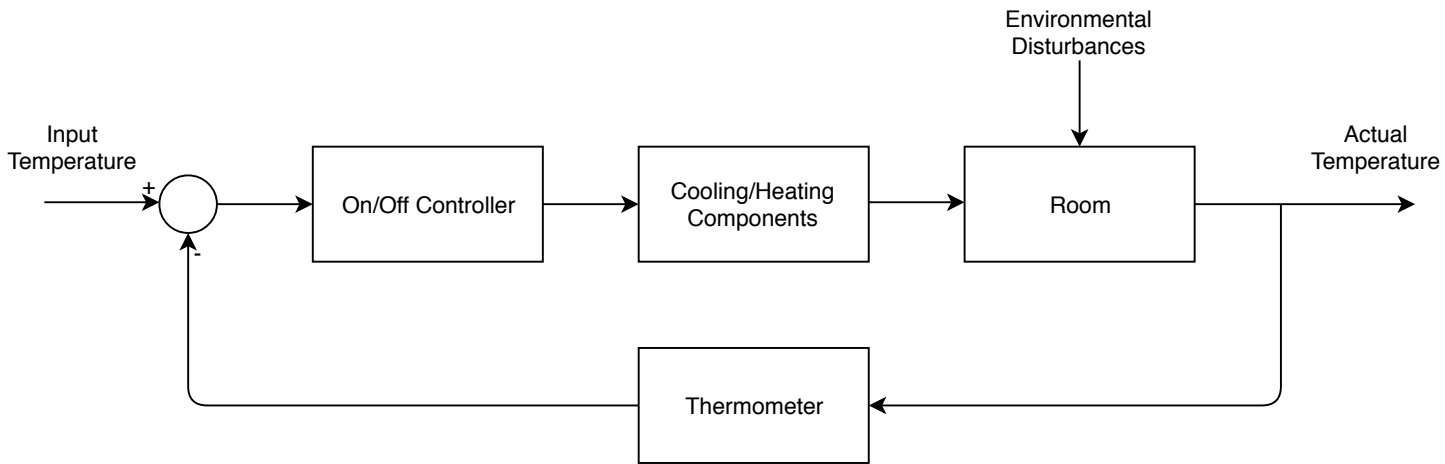 Environmental
Disturbances
Input
Temperature
Actual
Temperature
+
On/Off Controller
Cooling/Heating
Components
Room
-
Thermometer